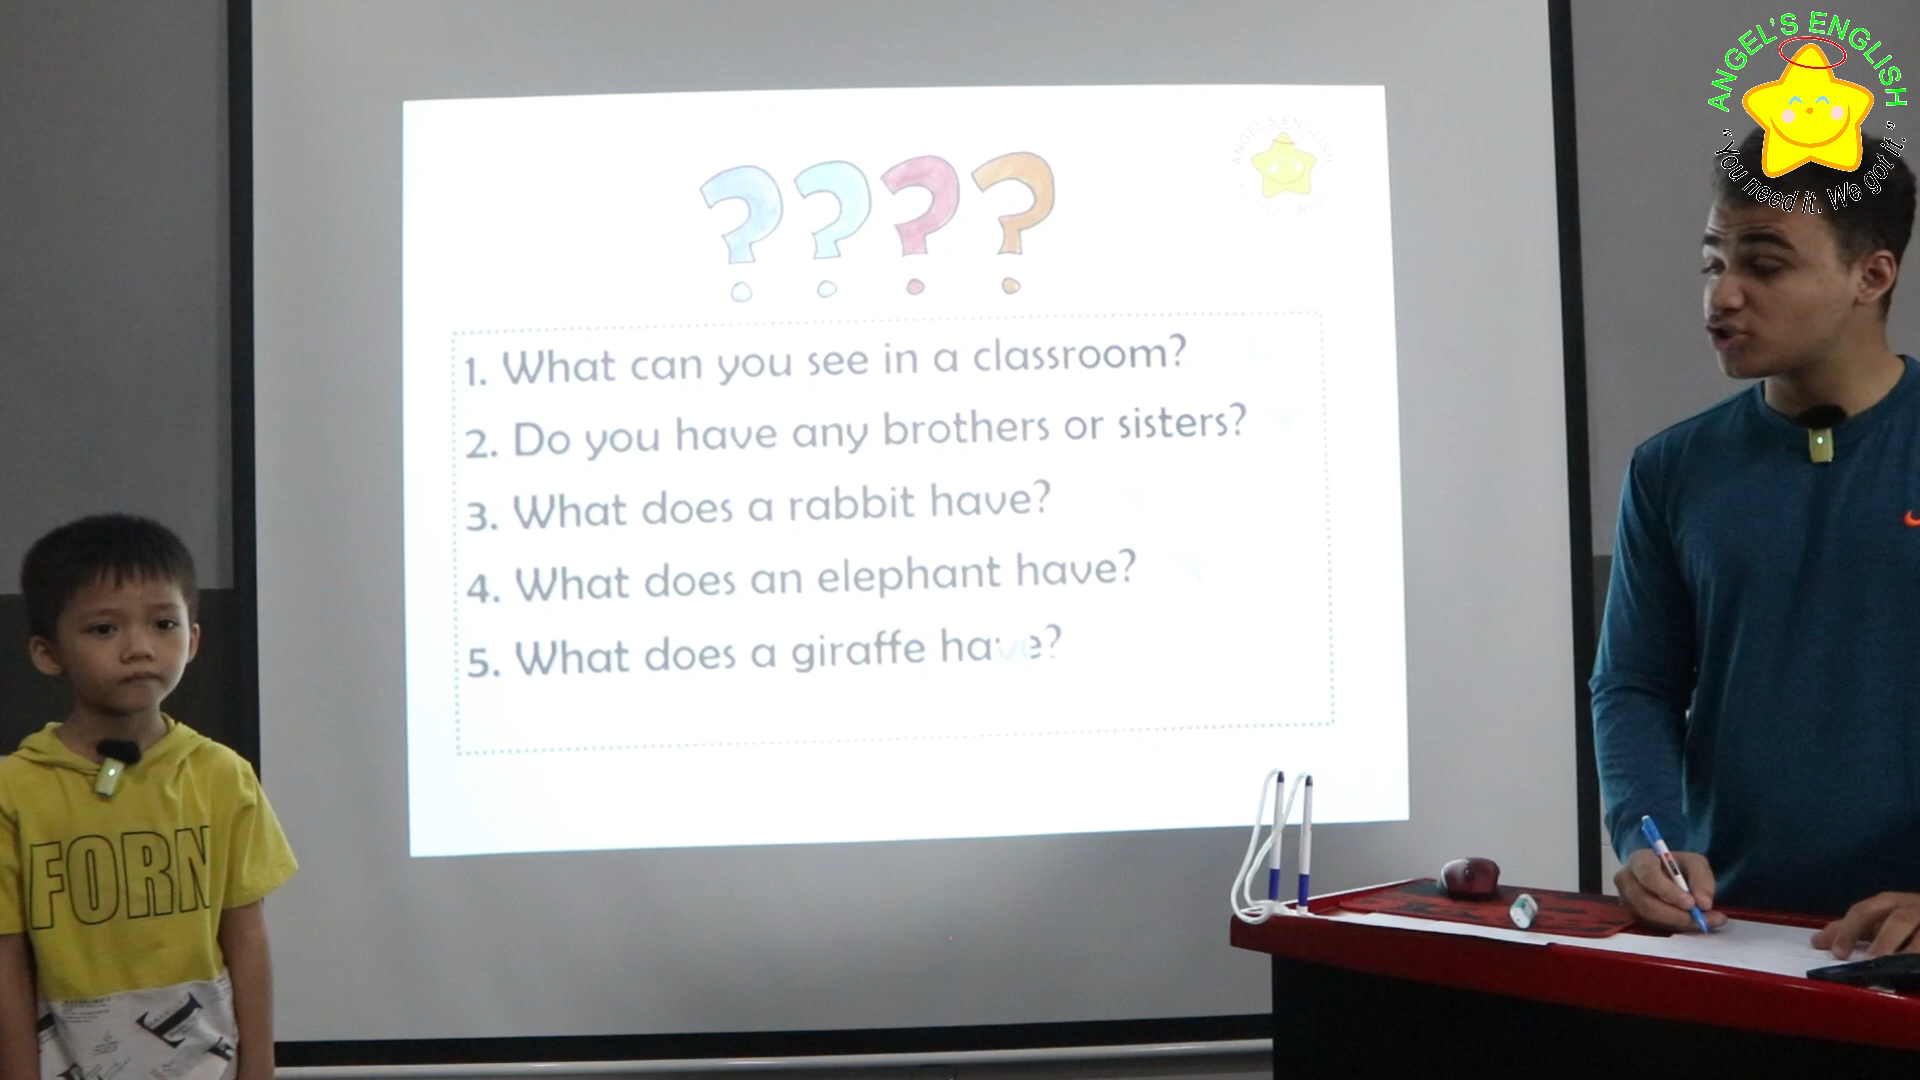 ANGEL'S ENGLISH
"You need it. We got it."
ANGEL'S ENGLISH
1. What can you see in a classroom?
2. Do you have any brothers or sisters?
3. What does a rabbit have?
4. What does an elephant have?
5. What does a giraffe have?
FORN